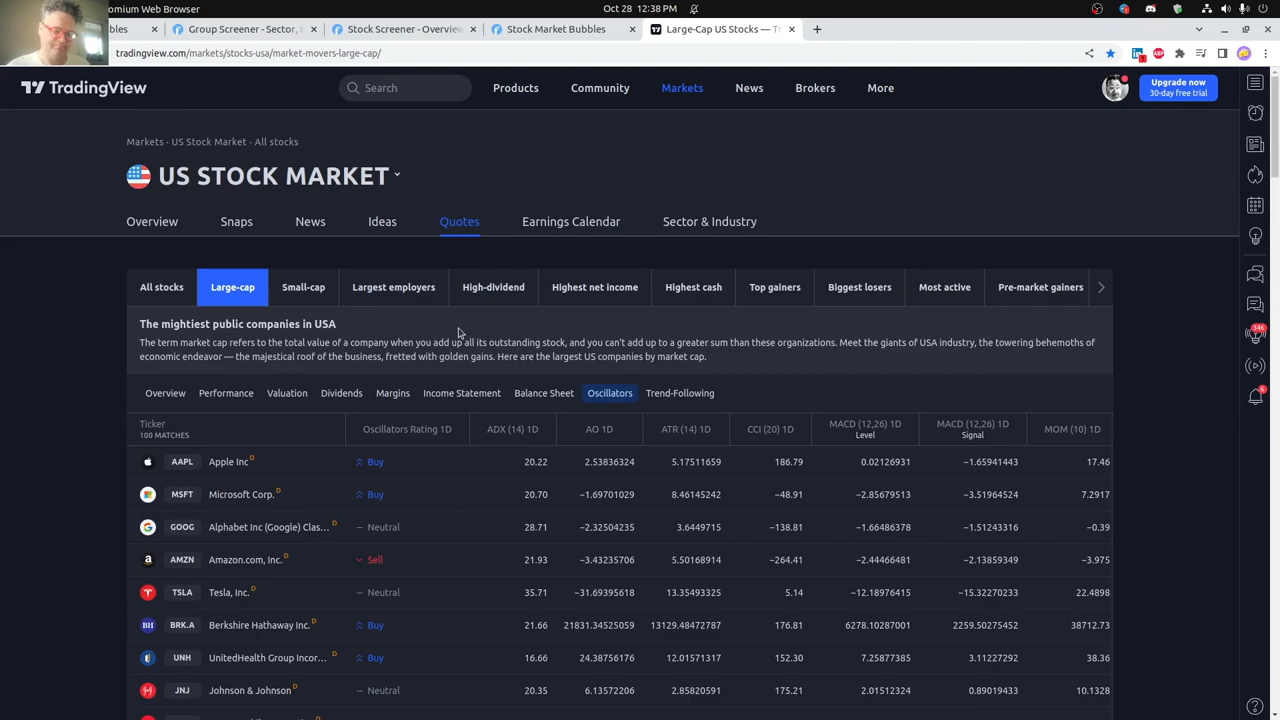 omium Web Browser
Oct 28 12:38 PM
bles
Group Screener - Sector, I
Stock Screener - Overview
Stock Market Bubbles
Large-Cap US Stocks — Tr
tradingview.com/markets/stocks-usa/market-movers-large-cap/
TradingView
Search
Products
Community
Markets
News
Brokers
More
Upgrade now
30-day free trial
Markets · US Stock Market · All stocks
US STOCK MARKET
Overview
Snaps
News
Ideas
Quotes
Earnings Calendar
Sector & Industry
All stocks
Large-cap
Small-cap
Largest employers
High-dividend
Highest net income
Highest cash
Top gainers
Biggest losers
Most active
Pre-market gainers
The mightiest public companies in USA
The term market cap refers to the total value of a company when you add up all its outstanding stock, and you can't add up to a greater sum than these organizations. Meet the giants of USA industry, the towering behemoths of
economic endeavor — the majestical roof of the business, fretted with golden gains. Here are the largest US companies by market cap.
Overview
Performance
Valuation
Dividends
Margins
Income Statement
Balance Sheet
Oscillators
Trend-Following
Ticker
100 MATCHES
Oscillators Rating 1D
ADX (14) 1D
AO 1D
ATR (14) 1D
CCI (20) 1D
MACD (12,26) 1D
Level
MACD (12,26) 1D
Signal
MOM (10) 1D
AAPL Apple Inc D Buy 20.22 2.53836324 5.17511659 186.79 0.02126931 −1.65941443 17.46
MSFT Microsoft Corp. D Buy 20.70 −1.69701029 8.46145242 −48.91 −2.85679513 −3.51964524 7.2917
G GOOG Alphabet Inc (Google) Clas... D — Neutral 28.71 −2.32504235 3.6449715 −138.81 −1.66486378 −1.51243316 −0.39
a AMZN Amazon.com, Inc. D Sell 21.93 −3.43235706 5.50168914 −264.41 −2.44466481 −2.13859349 −3.975
TSLA Tesla, Inc. D — Neutral 35.71 −31.69395618 13.35493325 5.14 −12.18976415 −15.32270233 22.4898
BH BRK.A Berkshire Hathaway Inc. D Buy 21.66 21831.34525059 13129.48472787 176.81 6278.10287001 2259.50275452 38712.73
UNH UnitedHealth Group Incor... D Buy 16.66 24.38756176 12.01571317 152.30 7.25877385 3.11227292 38.36
JNJ Johnson & Johnson D — Neutral 20.35 6.13572206 2.85820591 175.21 2.01512324 0.89019433 10.1328
346
6